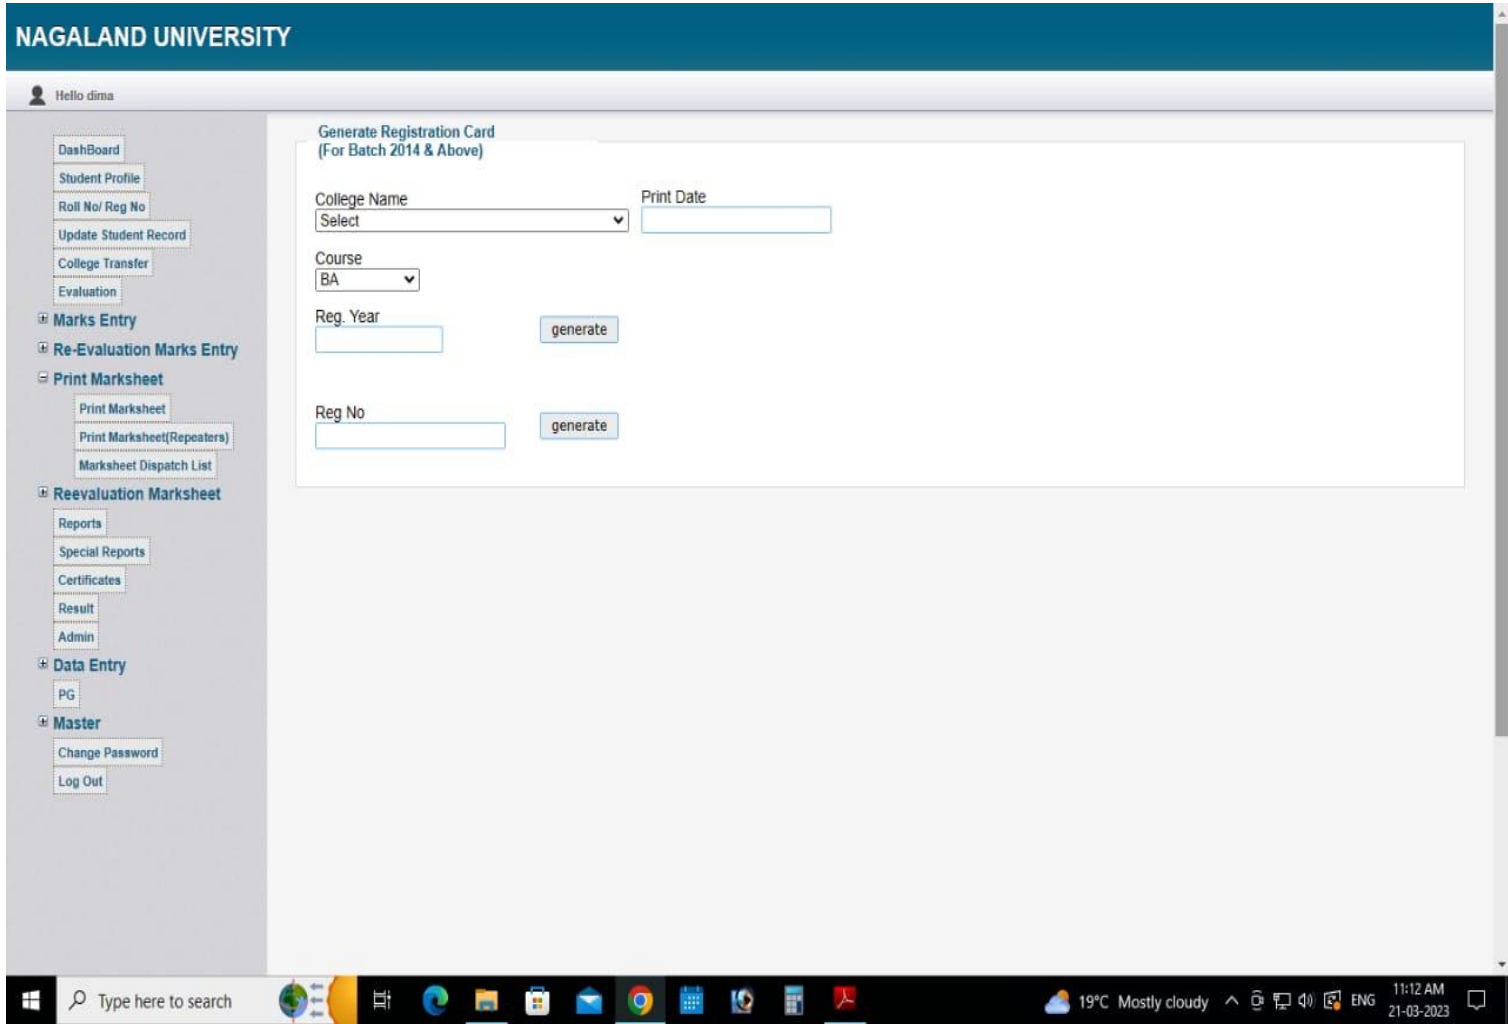 NAGALAND UNIVERSITY
Hello dima
DashBoard
Student Profile
Roll No/ Reg No
Update Student Record
College Transfer
Evaluation
Marks Entry
Re-Evaluation Marks Entry
Print Marksheet
Print Marksheet
Print Marksheet(Repeaters)
Marksheet Dispatch List
Reevaluation Marksheet
Reports
Special Reports
Certificates
Result
Admin
Data Entry
PG
Master
Change Password
Log Out
Generate Registration Card
(For Batch 2014 & Above)
College Name Print Date
Select
Course
BA
Reg. Year
generate
Reg No
generate
Type here to search
19°C Mostly cloudy ENG 11:12 AM
21-03-2023